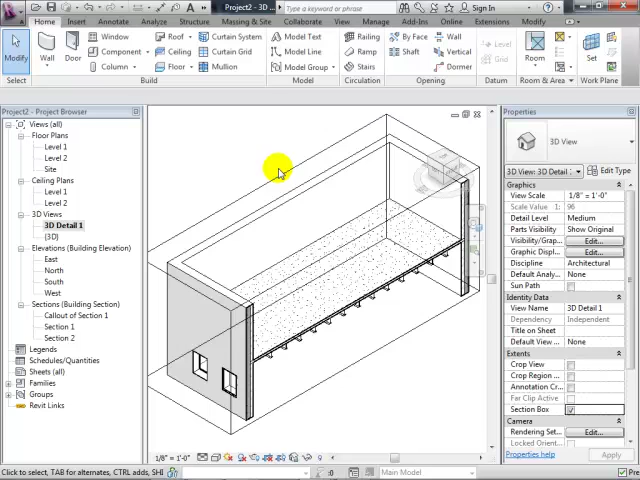 Project2 - 3D ...
Type a keyword or phrase
Sign In
Home Insert Annotate Analyze Structure Massing & Site Collaborate View Manage Add-Ins Online Extensions Modify
Modify
Wall
Door
Window
Component
Column
Roof
Ceiling
Floor
Curtain System
Curtain Grid
Mullion
Model Text
Model Line
Model Group
Railing
Ramp
Stairs
By Face
Shaft
Wall
Vertical
Dormer
Level
Grid
Room
Set
Select
Build
Model
Circulation
Opening
Datum
Room & Area
Work Plane
Project2 - Project Browser
Views (all)
Floor Plans
Level 1
Level 2
Site
Ceiling Plans
Level 1
Level 2
3D Views
3D Detail 1
{3D}
Elevations (Building Elevation)
East
North
South
West
Sections (Building Section)
Callout of Section 1
Section 1
Section 2
Legends
Schedules/Quantities
Sheets (all)
Families
Groups
Revit Links
Properties
3D View
3D View: 3D Detail 1
Edit Type
Graphics
View Scale 1/8" = 1'-0"
Scale Value 1: 96
Detail Level Medium
Parts Visibility Show Original
Visibility/Grap... Edit...
Graphic Displ... Edit...
Discipline Architectural
Default Analy... None
Sun Path
Identity Data
View Name 3D Detail 1
Dependency Independent
Title on Sheet
Default View ... None
Extents
Crop View
Crop Region ...
Annotation Cr...
Far Clip Active
Section Box
Camera
Rendering Set... Edit...
Locked Orient...
Properties help
Apply
1/8" = 1'-0"
Click to select, TAB for alternates, CTRL adds, SHI
:0
Main Model
Pre